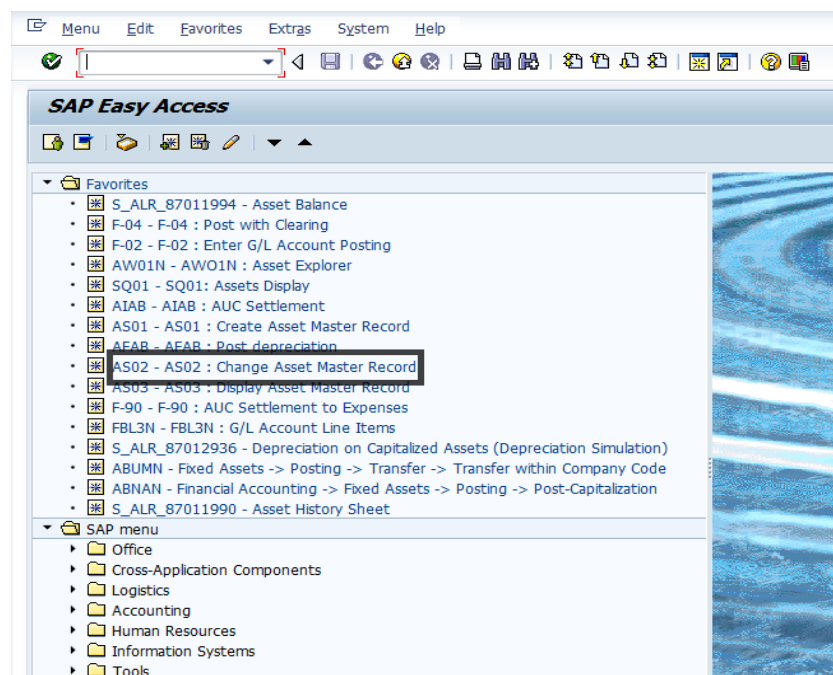 Menu Edit Favorites Extras System Help
SAP Easy Access
Favorites
S_ALR_87011994 - Asset Balance
F-04 - F-04 : Post with Clearing
F-02 - F-02 : Enter G/L Account Posting
AW01N - AWO1N : Asset Explorer
SQ01 - SQ01: Assets Display
AIAB - AIAB : AUC Settlement
AS01 - AS01 : Create Asset Master Record
AFAB - AFAB : Post depreciation
AS02 - AS02 : Change Asset Master Record
AS03 - AS03 : Display Asset Master Record
F-90 - F-90 : AUC Settlement to Expenses
FBL3N - FBL3N : G/L Account Line Items
S_ALR_87012936 - Depreciation on Capitalized Assets (Depreciation Simulation)
ABUMN - Fixed Assets -> Posting -> Transfer -> Transfer within Company Code
ABNAN - Financial Accounting -> Fixed Assets -> Posting -> Post-Capitalization
S_ALR_87011990 - Asset History Sheet
SAP menu
Office
Cross-Application Components
Logistics
Accounting
Human Resources
Information Systems
Tools